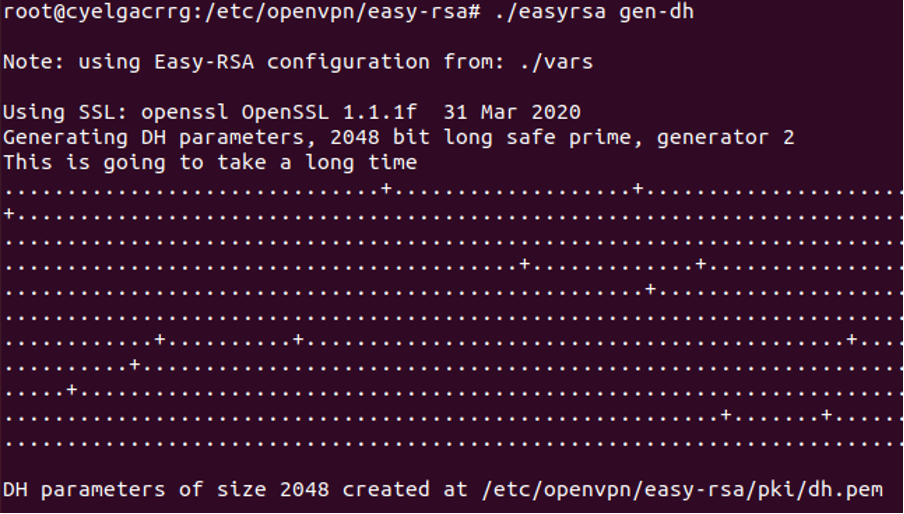 root@cyelgacrrg:/etc/openvpn/easy-rsa# ./easyrsa gen-dh
Note: using Easy-RSA configuration from: ./vars
Using SSL: openssl OpenSSL 1.1.1f  31 Mar 2020
Generating DH parameters, 2048 bit long safe prime, generator 2
This is going to take a long time
..............................+...................+.....................
+.......................................................................
........................................................................
.........................................+.............+................
...................................................+....................
........................................................................
............+..........+...........................................+....
..........+.............................................................
.....+..................................................................
.........................................................+.......+......
........................................................................
DH parameters of size 2048 created at /etc/openvpn/easy-rsa/pki/dh.pem